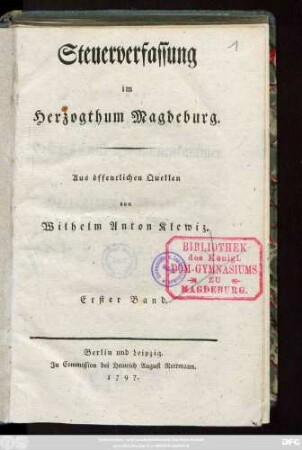 1
Steuerverfassung
im
Herzogthum Magdeburg.
Aus öffentlichen Quellen
von
Wilhelm Anton Klewiz.
BIBLIOTHEK
des Königl.
DOM-GYMNASIUMS
ZU
MAGDEBURG.
Erster Band.
Berlin und Leipzig.
In Commission bei Heinrich August Rottmann.
1797.